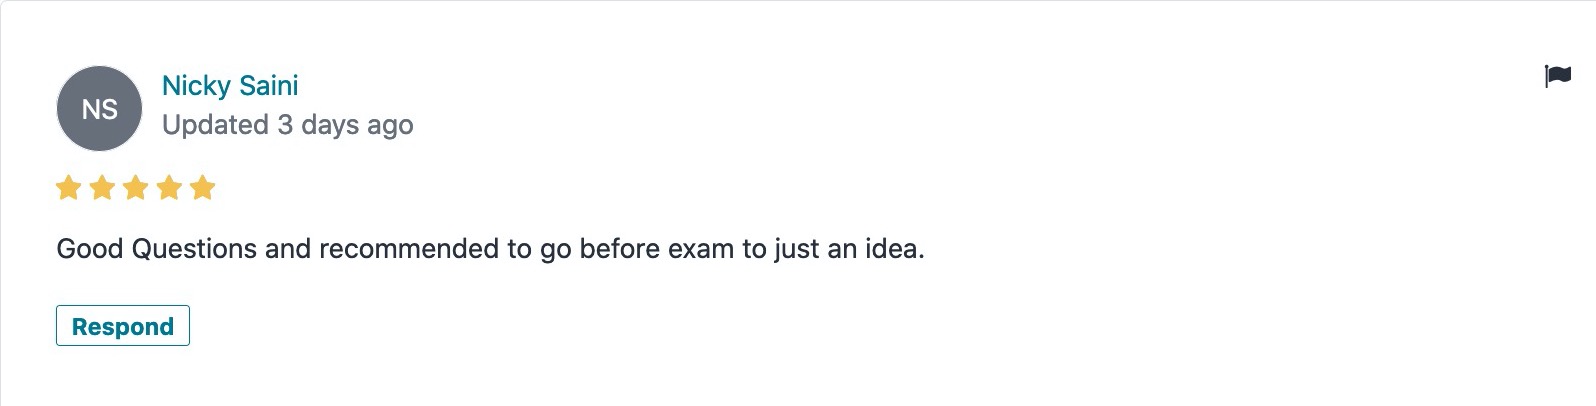 NS
Nicky Saini
Updated 3 days ago
Good Questions and recommended to go before exam to just an idea.
Respond